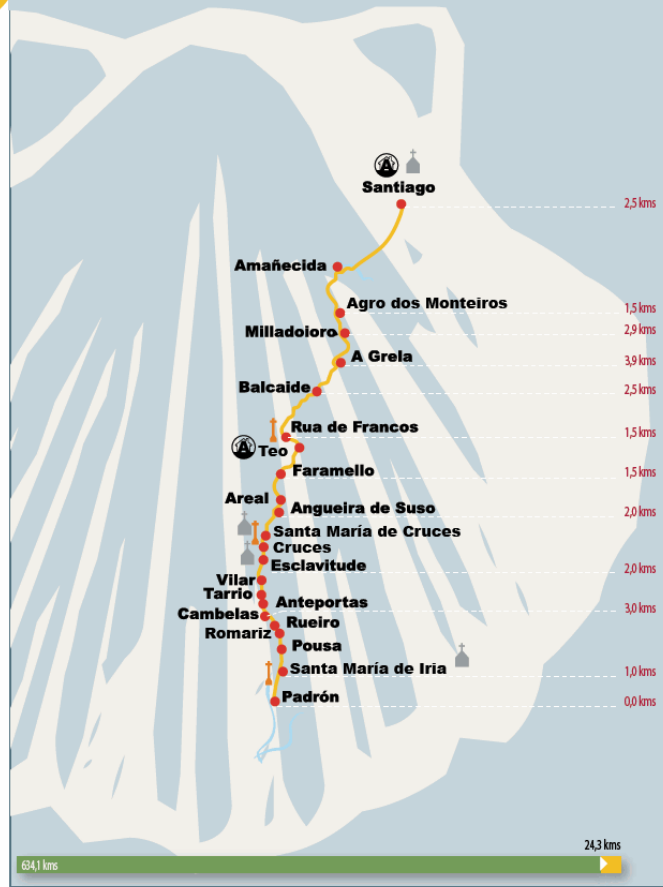 A
Santiago
2,5 kms
Amañecida
Agro dos Monteiros
1,5 kms
Milladoioro
2,9 kms
A Grela
3,9 kms
Balcaide
2,5 kms
Rua de Francos
1,5 kms
A
Teo
Faramello
1,5 kms
Areal
Angueira de Suso
2,0 kms
Santa María de Cruces
Cruces
Esclavitude
2,0 kms
Vilar
Tarrio
Anteportas
3,0 kms
Cambelas
Rueiro
Romariz
Pousa
Santa María de Iria
1,0 kms
Padrón
0,0 kms
24,3 kms
634,1 kms